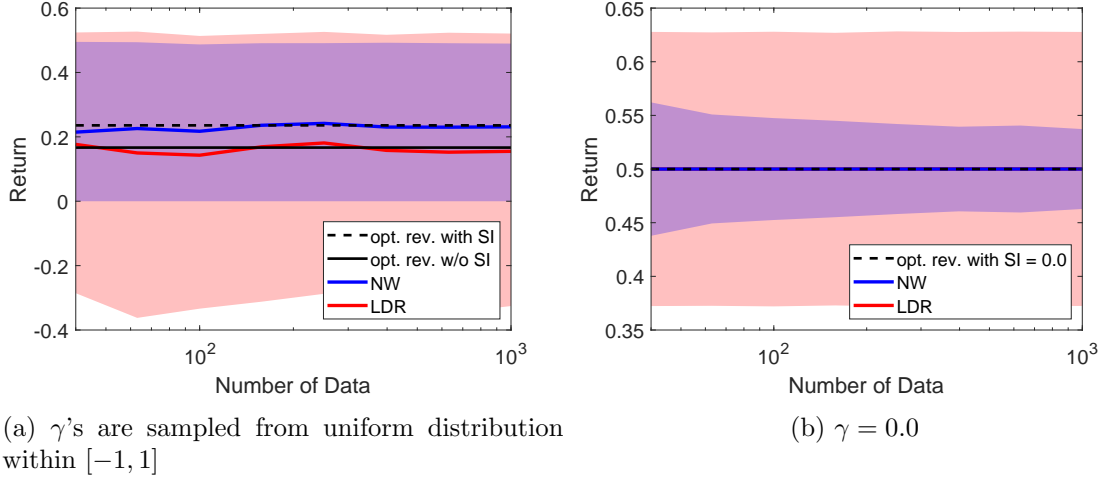 0.6
0.4
0.2
0
-0.2
-0.4
Return
10^2
10^3
Number of Data
opt. rev. with SI
opt. rev. w/o SI
NW
LDR
(a) γ's are sampled from uniform distribution
within [−1, 1]
0.65
0.6
0.55
0.5
0.45
0.4
0.35
Return
10^2
10^3
Number of Data
opt. rev. with SI = 0.0
NW
LDR
(b) γ = 0.0